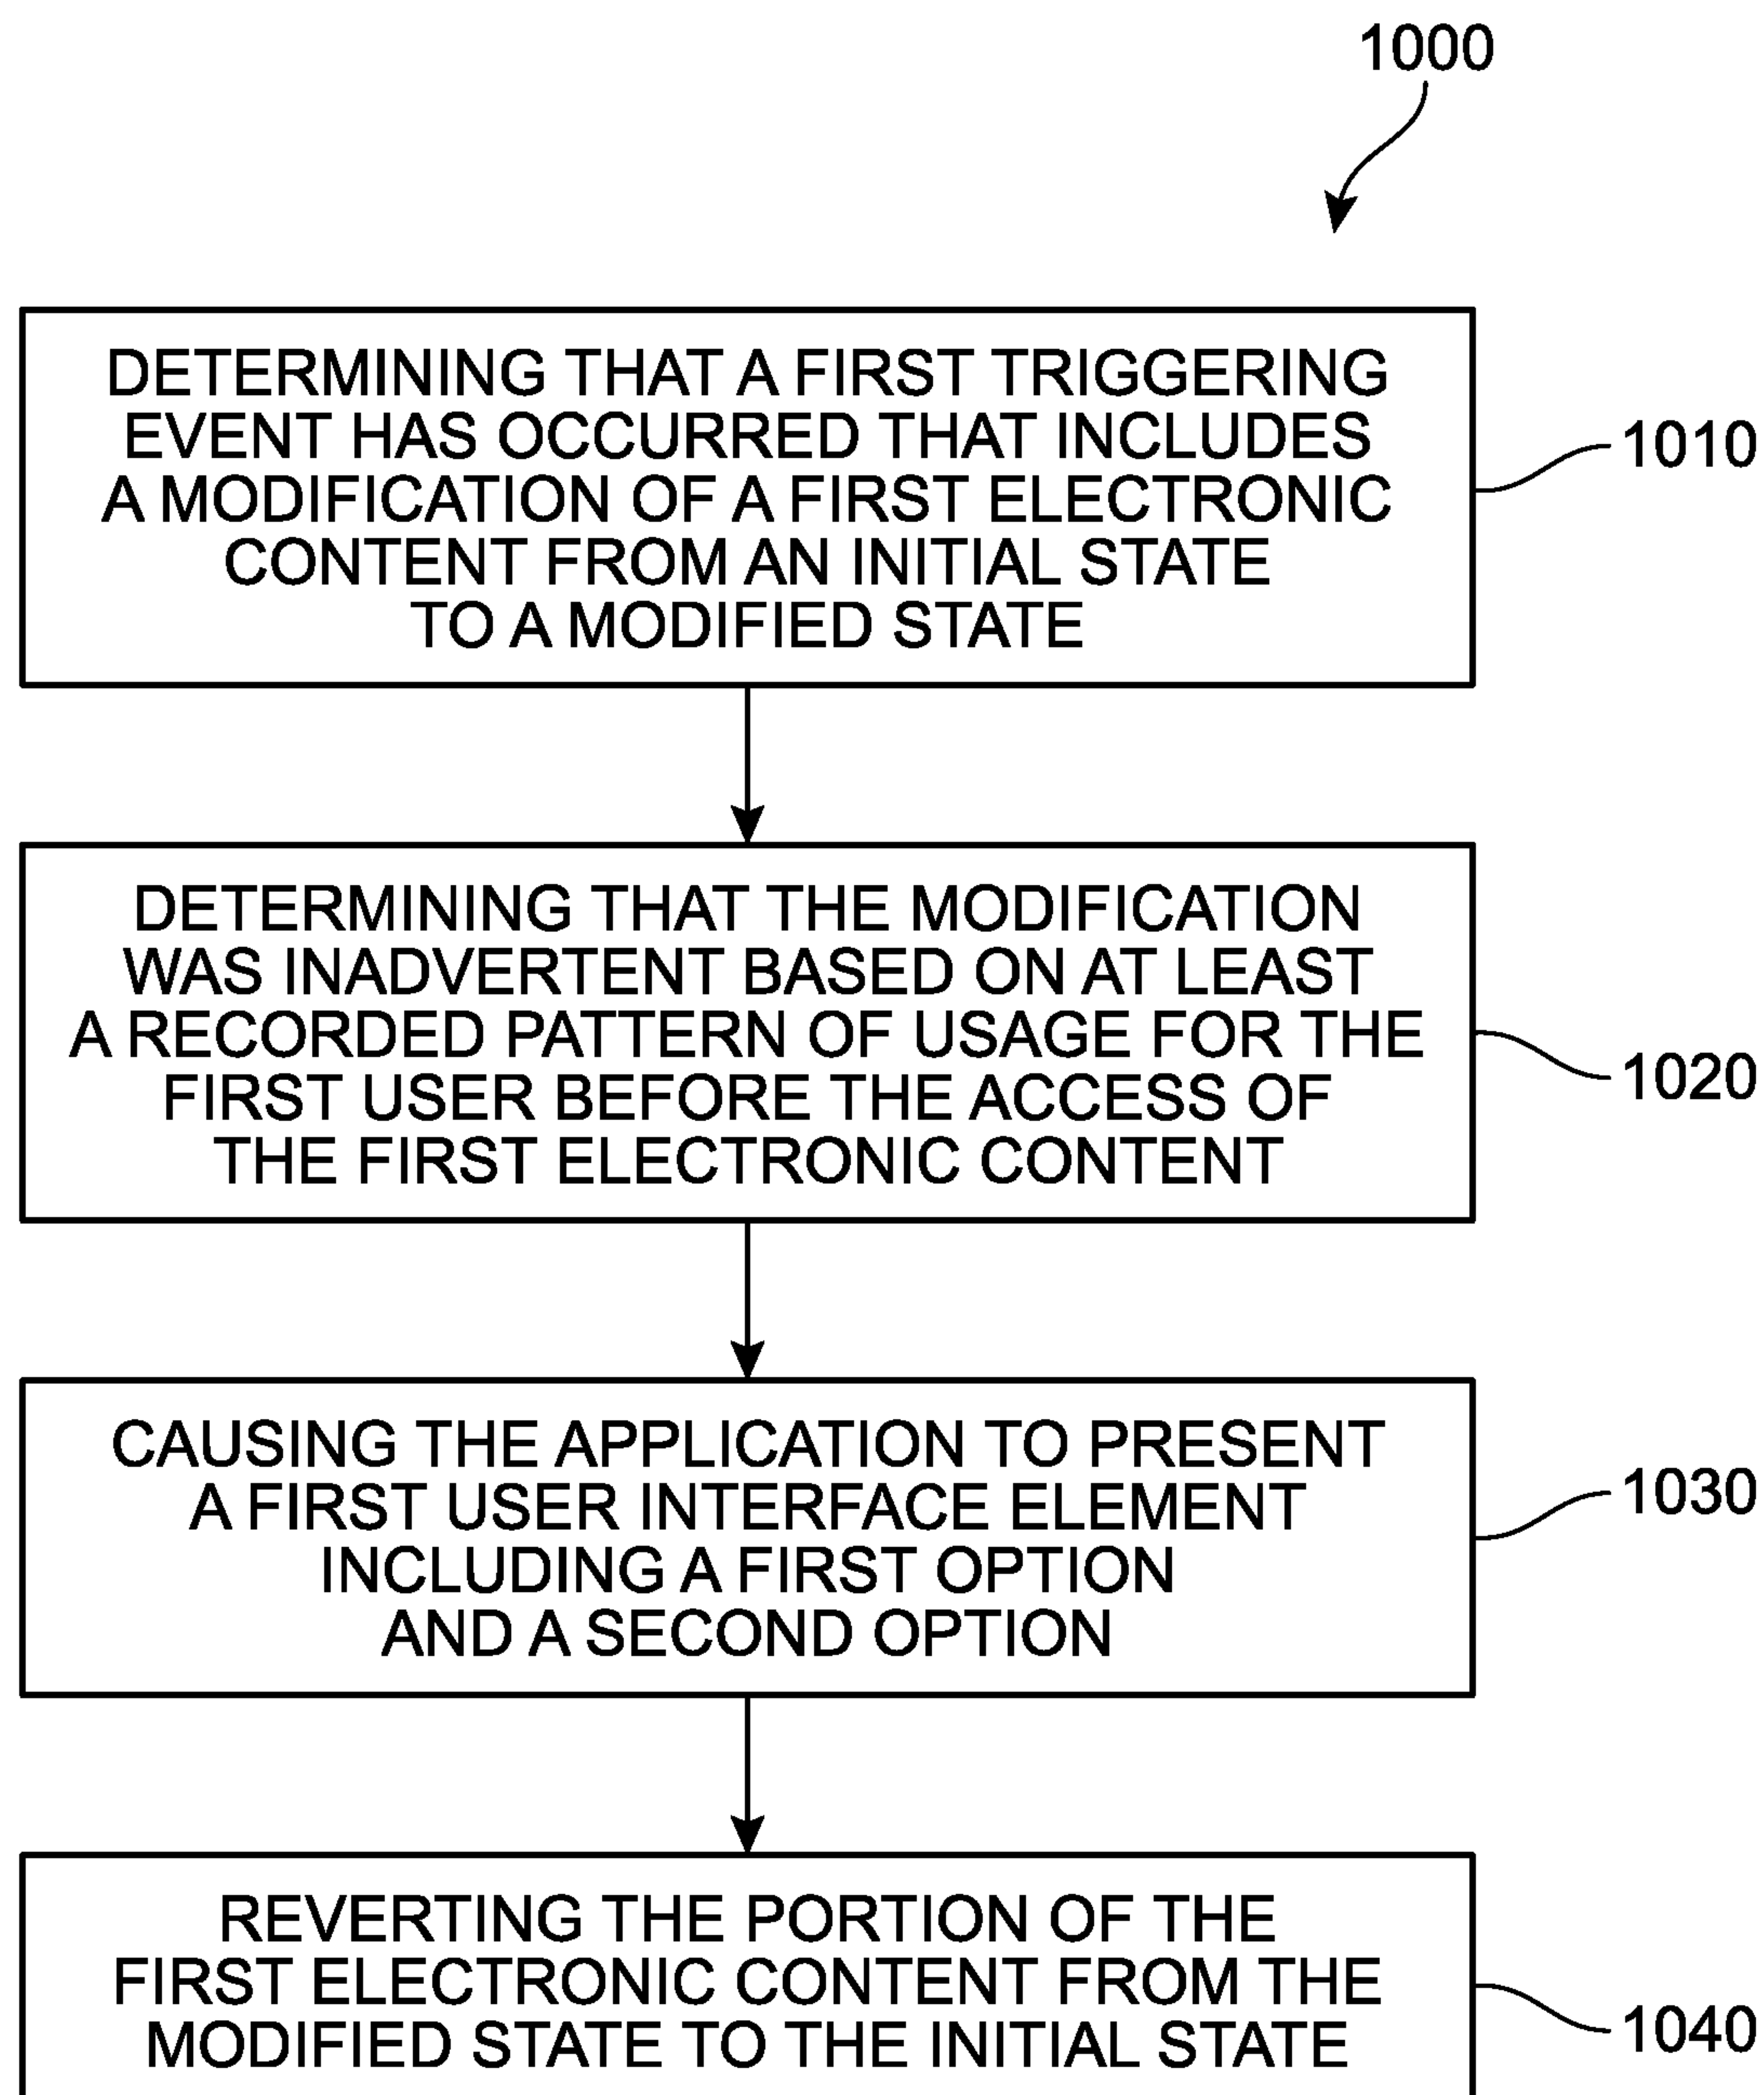 1000
DETERMINING THAT A FIRST TRIGGERING
EVENT HAS OCCURRED THAT INCLUDES
A MODIFICATION OF A FIRST ELECTRONIC
CONTENT FROM AN INITIAL STATE
TO A MODIFIED STATE
1010
DETERMINING THAT THE MODIFICATION
WAS INADVERTENT BASED ON AT LEAST
A RECORDED PATTERN OF USAGE FOR THE
FIRST USER BEFORE THE ACCESS OF
THE FIRST ELECTRONIC CONTENT
1020
CAUSING THE APPLICATION TO PRESENT
A FIRST USER INTERFACE ELEMENT
INCLUDING A FIRST OPTION
AND A SECOND OPTION
1030
REVERTING THE PORTION OF THE
FIRST ELECTRONIC CONTENT FROM THE
MODIFIED STATE TO THE INITIAL STATE
1040